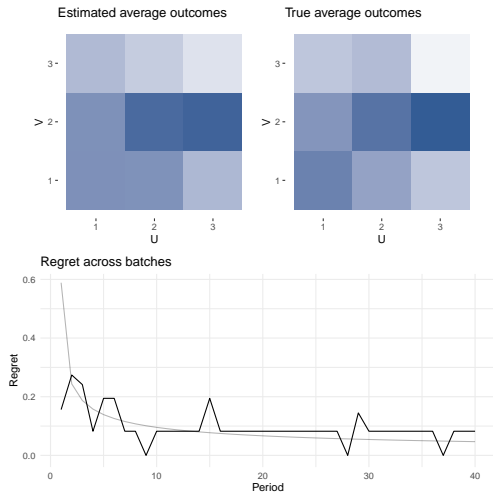 Estimated average outcomes
True average outcomes
3
2
1
V
1 2 3
U
3
2
1
V
1 2 3
U
Regret across batches
0.6
0.4
0.2
0.0
Regret
0 10 20 30 40
Period